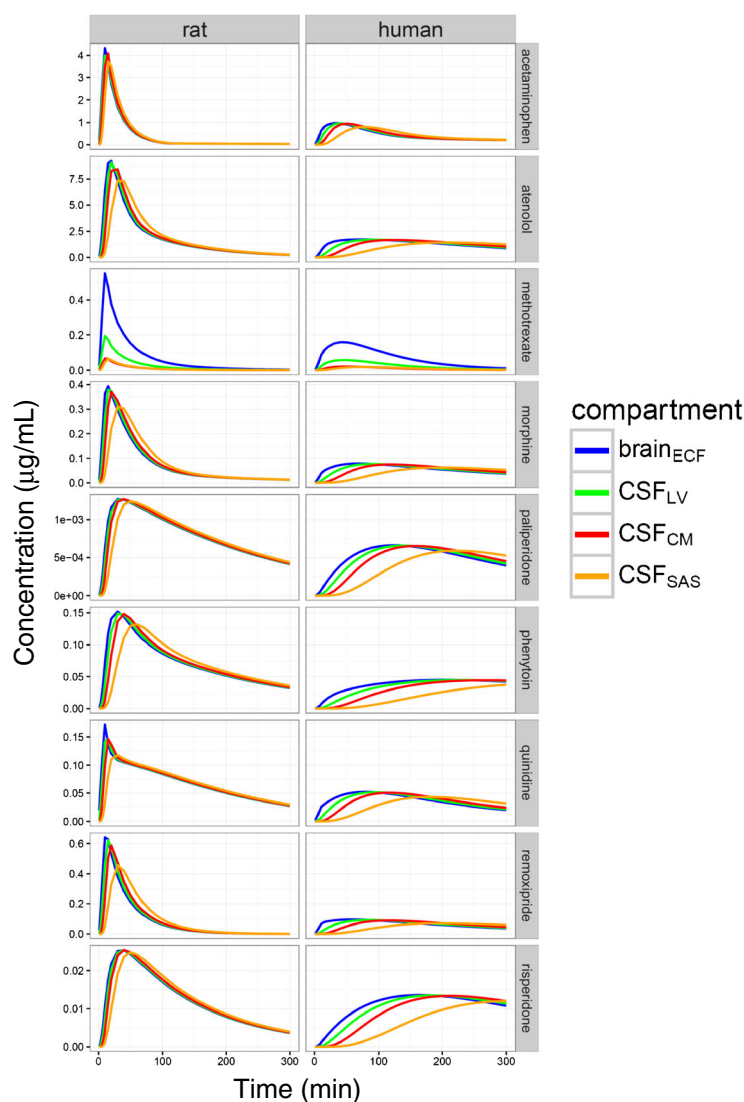 rat human
4
3
2
1
0
acetaminophen
7.5
5.0
2.5
0.0
atenolol
0.4
0.2
0.0
methotrexate
0.4
0.3
0.2
0.1
0.0
morphine
1e−03
5e−04
0e+00
paliperidone
0.15
0.10
0.05
0.00
phenytoin
0.15
0.10
0.05
0.00
quinidine
0.6
0.4
0.2
0.0
remoxipride
0.02
0.01
0.00
risperidone
0 100 200 300 0 100 200 300
Time (min)
Concentration (µg/mL)
compartment
brainECF
CSFLV
CSFCM
CSFSAS